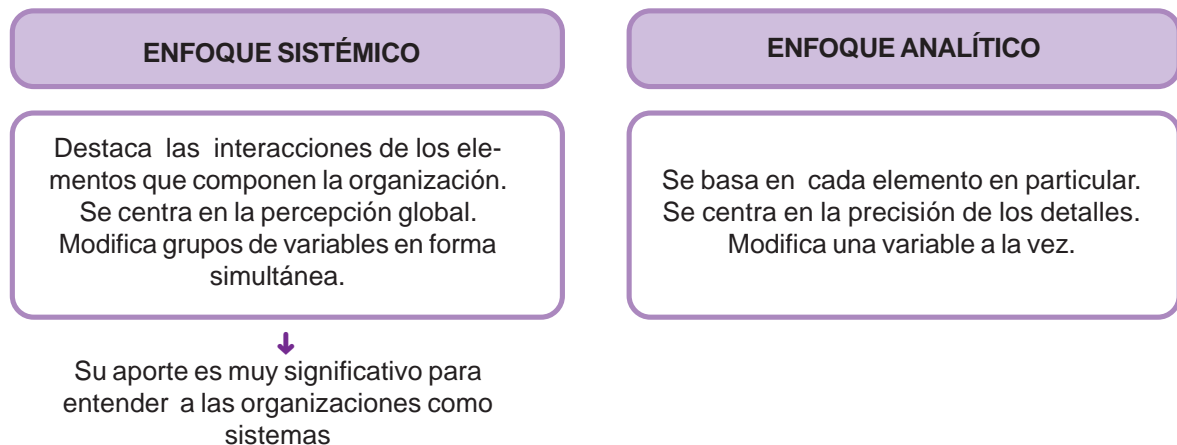 ENFOQUE SISTÉMICO
Destaca las interacciones de los ele-
mentos que componen la organización.
Se centra en la percepción global.
Modifica grupos de variables en forma
simultánea.
Su aporte es muy significativo para
entender a las organizaciones como
sistemas
ENFOQUE ANALÍTICO
Se basa en cada elemento en particular.
Se centra en la precisión de los detalles.
Modifica una variable a la vez.